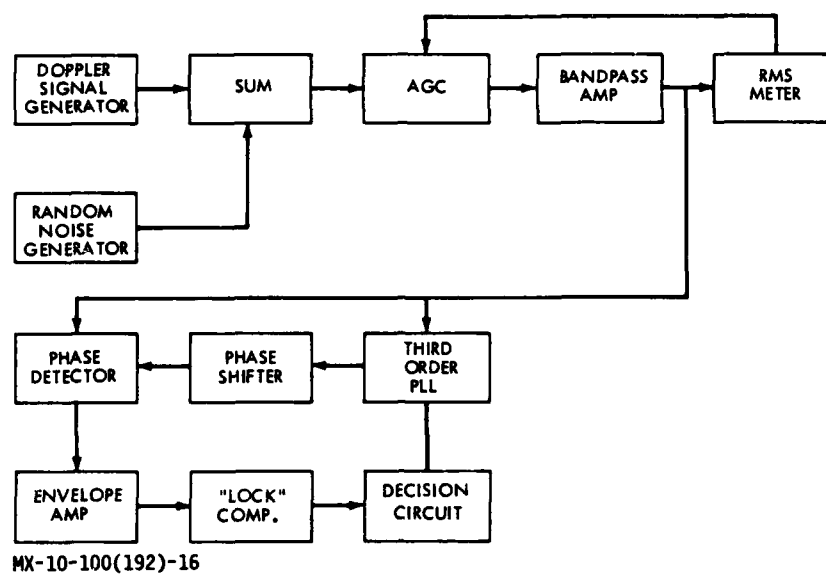 DOPPLER
SIGNAL
GENERATOR
SUM
AGC
BANDPASS
AMP
RMS
METER
RANDOM
NOISE
GENERATOR
PHASE
DETECTOR
PHASE
SHIFTER
THIRD
ORDER
PLL
ENVELOPE
AMP
"LOCK"
COMP.
DECISION
CIRCUIT
MX-10-100(192)-16